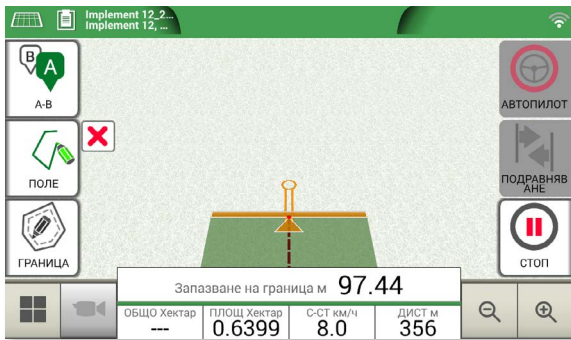 Implement 12_2...
Implement 12, ...
B
A
A-B
АВТОПИЛОТ
ПОЛЕ
ПОДРАВНЯВ
АНЕ
ГРАНИЦА
СТОП
Запазване на граница м 97.44
ОБЩО Хектар ПЛОЩ Хектар С-СТ км/ч ДИСТ м
--- 0.6399 8.0 356